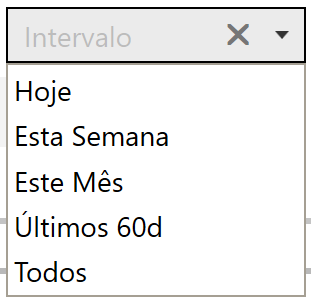 Intervalo
Hoje
Esta Semana
Este Mês
Últimos 60d
Todos